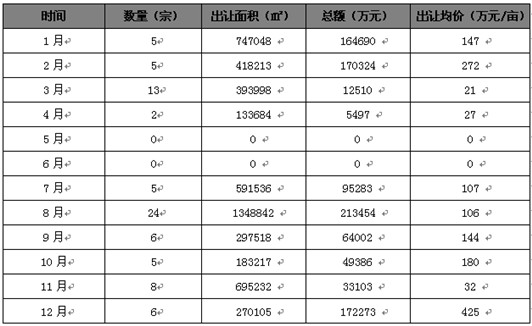 时间 数量（宗） 出让面积（㎡） 总额（万元） 出让均价（万元/亩）
1月 5 747048 164690 147
2月 5 418213 170324 272
3月 13 393998 12510 21
4月 2 133684 5497 27
5月 0 0 0 0
6月 0 0 0 0
7月 5 591536 95283 107
8月 24 1348842 213454 106
9月 6 297518 64002 144
10月 5 183217 49386 180
11月 8 695232 33103 32
12月 6 270105 172273 425